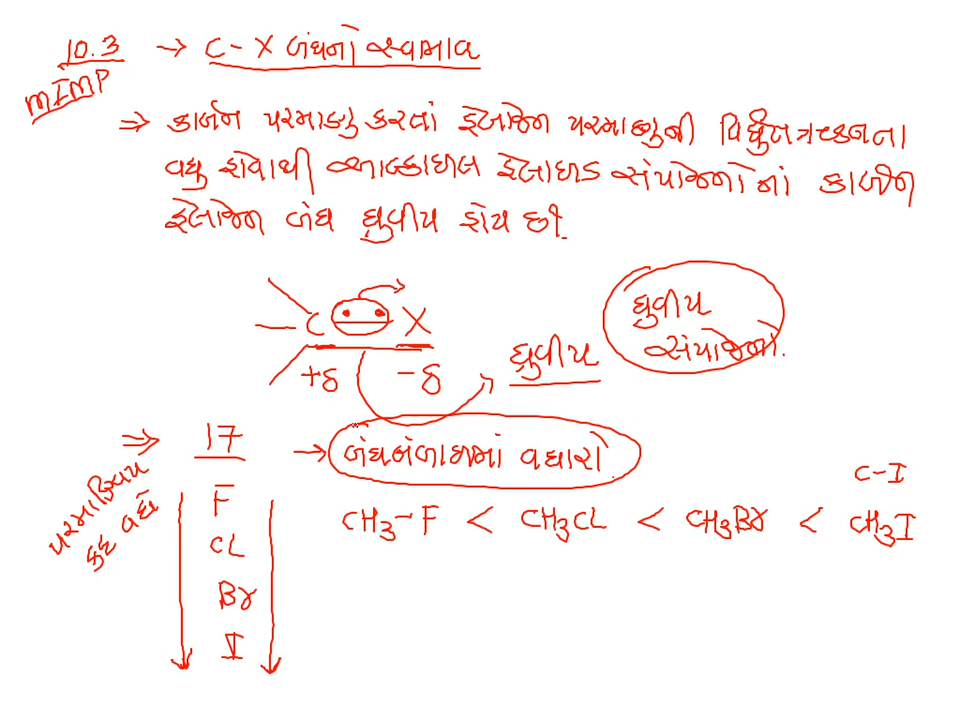 10.3 → C-X બંધનો સ્વભાવ
MIMP
⇒ કાર્બન પરમાણુ કરતાં હેલોજન પરમાણુની વિદ્યુતઋણતા
વધુ હોવાથી આલ્કાઇલ હેલાઇડ સંયોજનોનાં કાર્બન
હેલોજન બંધ ધ્રુવીય હોય છે.
C X
+δ -δ
ધ્રુવીય
ધ્રુવીય
સંયોજનો.
⇒ 17 → બંધલંબાઇમાં વધારો
પરમાણ્વિય
કદ વધે
F
CL
Br
I
C-I
CH3-F < CH3CL < CH3Br < CH3I